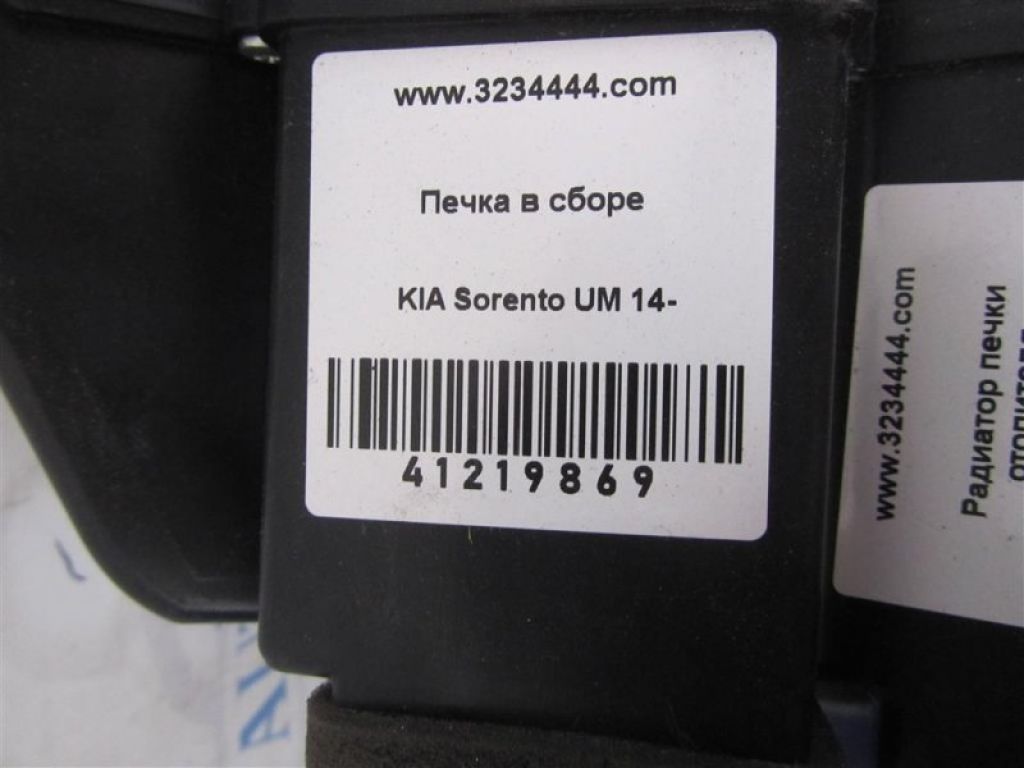 www.3234444.com
Печка в сборе
KIA Sorento UM 14-
41219869
www.3234444.com
Радиатор печки